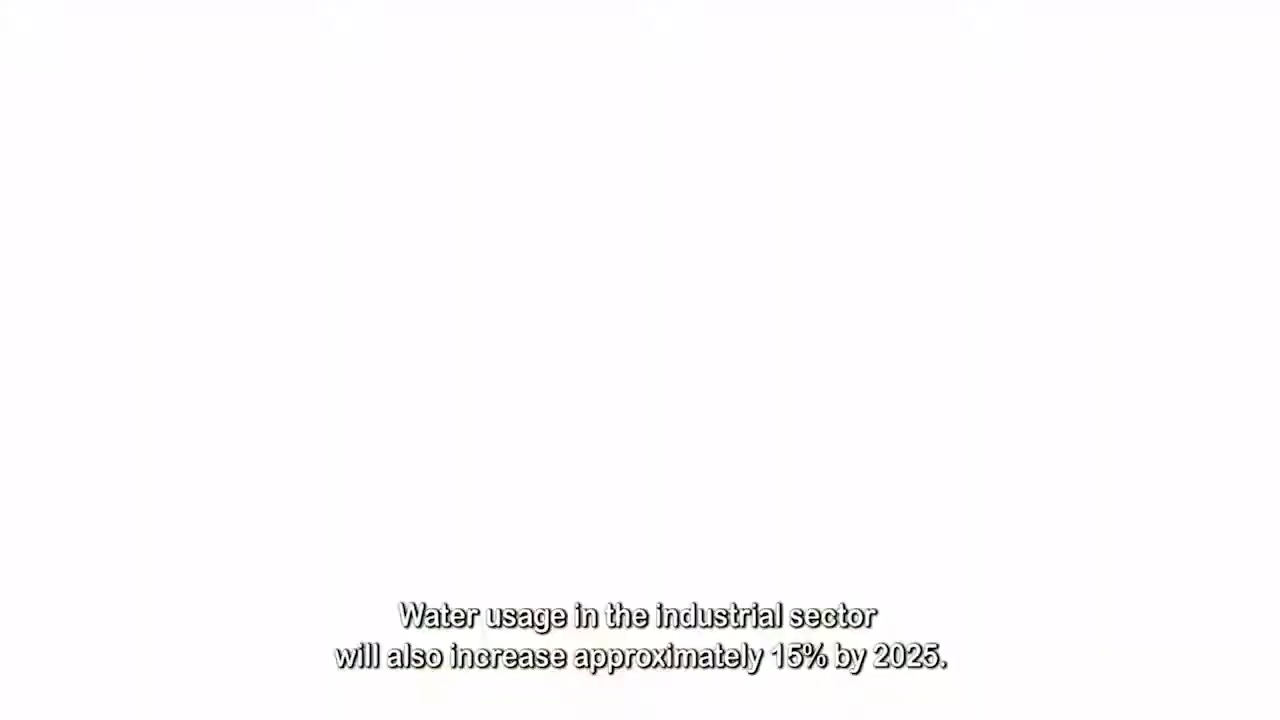 Water usage in the industrial sector
will also increase approximately 15% by 2025.